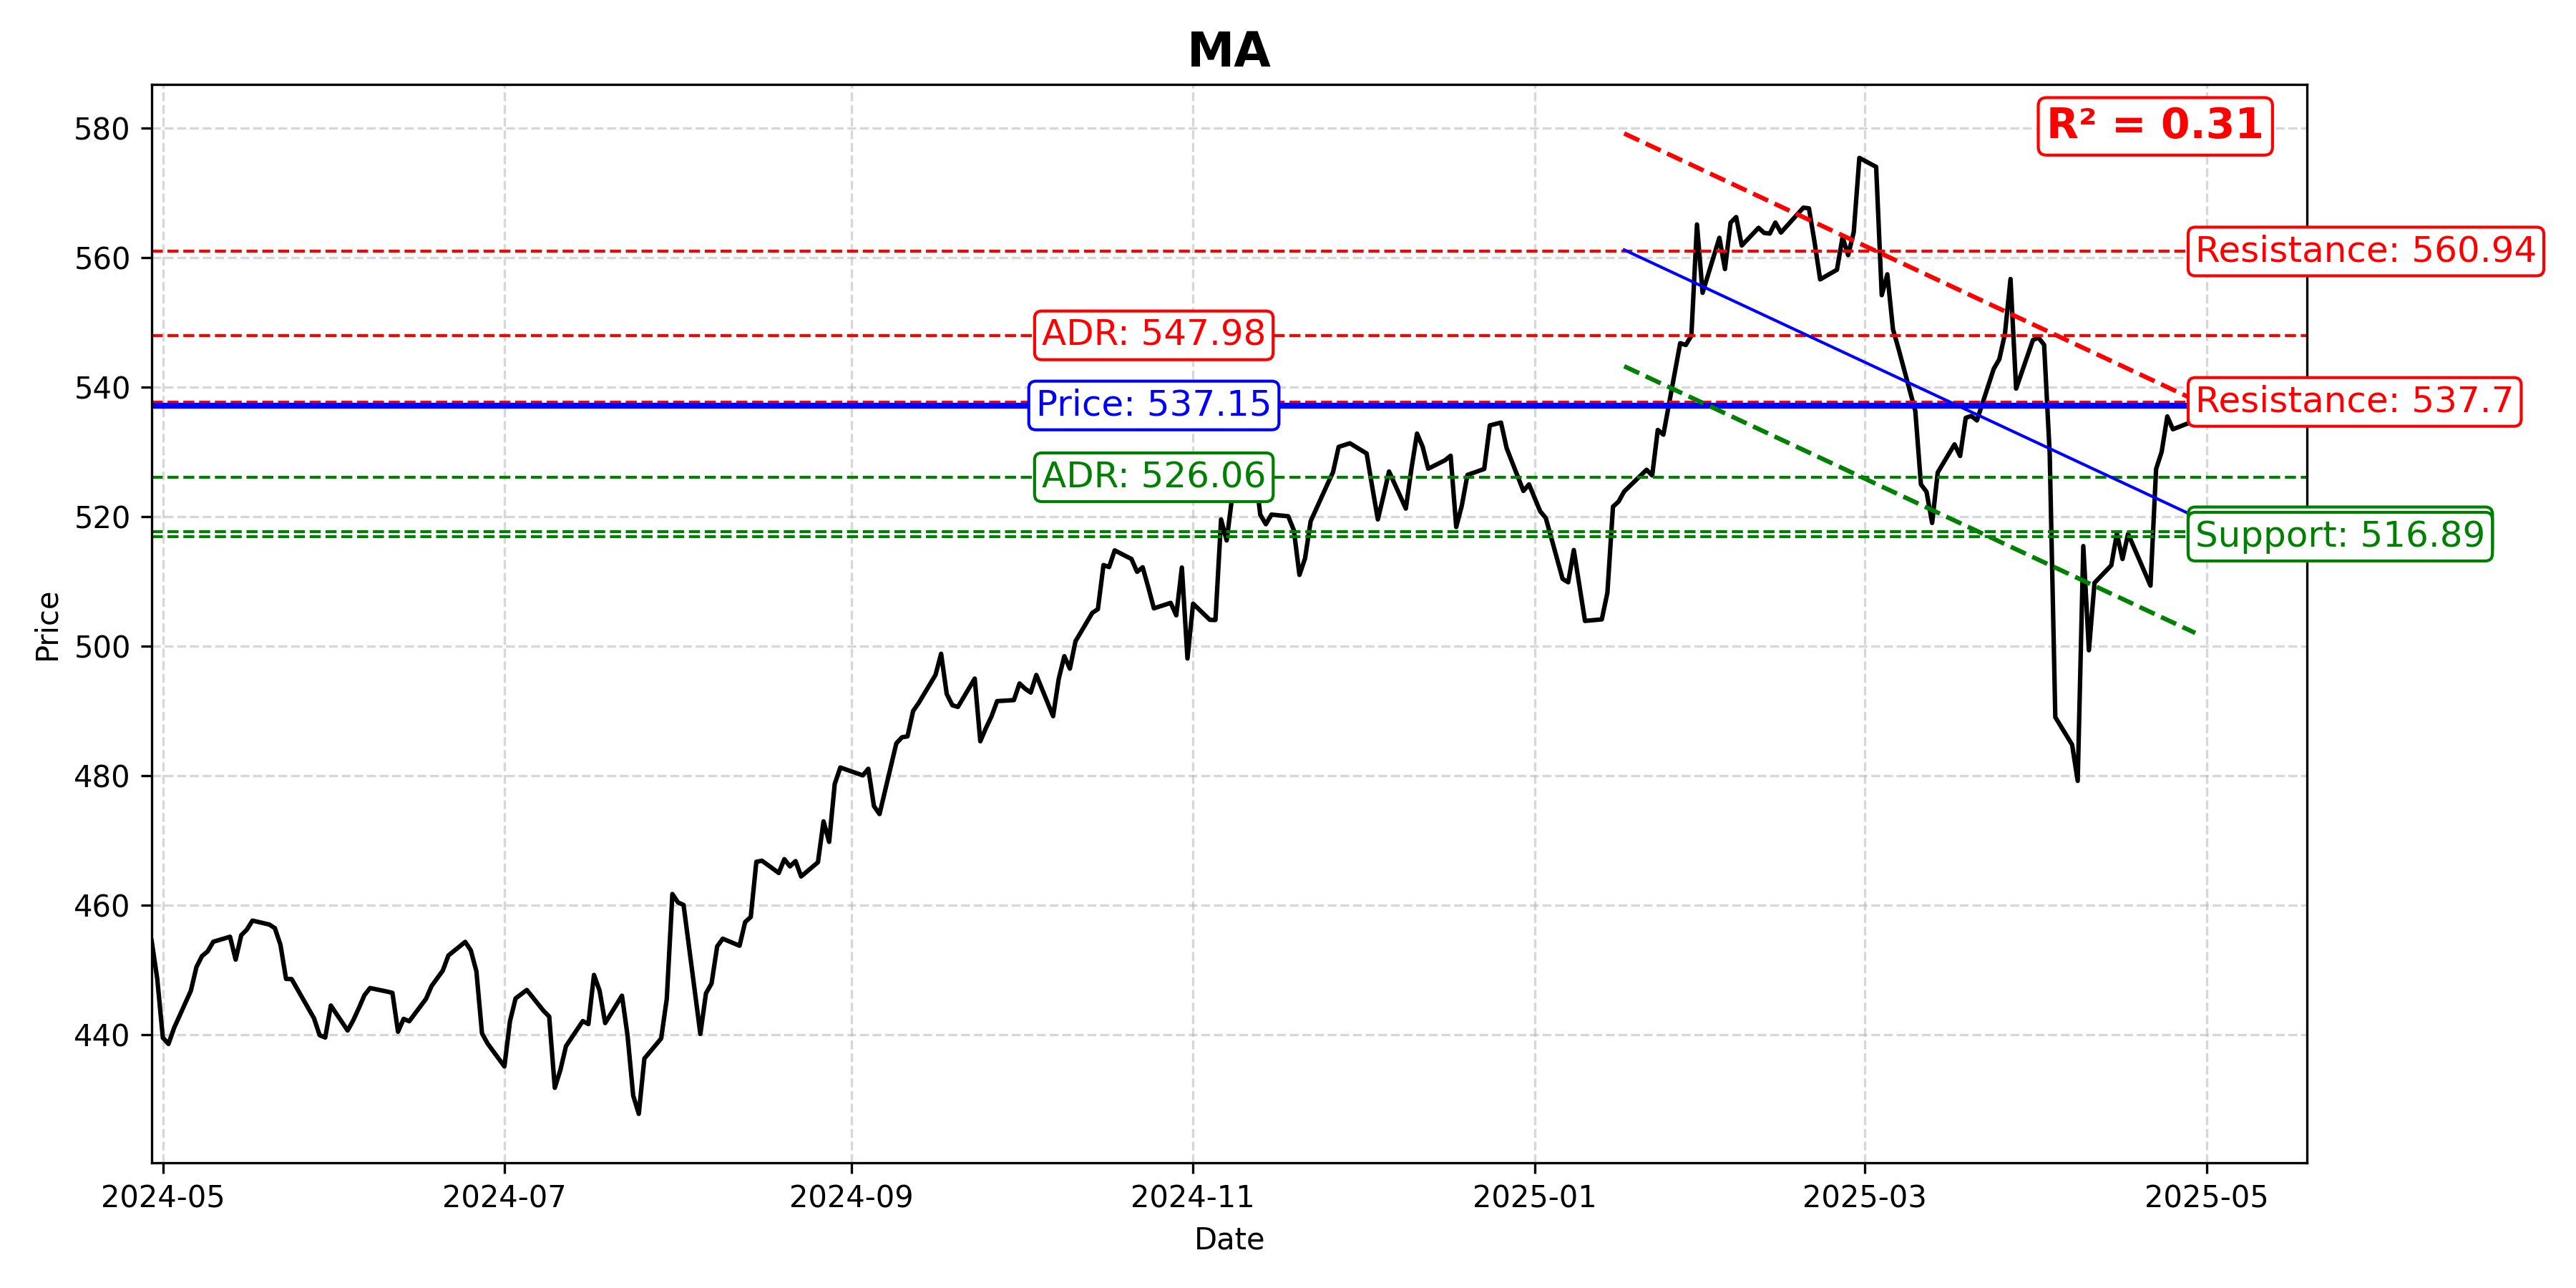 MA
R² = 0.31
580
560
540
520
500
480
460
440
Price
Resistance: 560.94
ADR: 547.98
Price: 537.15
Resistance: 537.7
ADR: 526.06
Support: 516.89
2024-05
2024-07
2024-09
2024-11
2025-01
2025-03
2025-05
Date